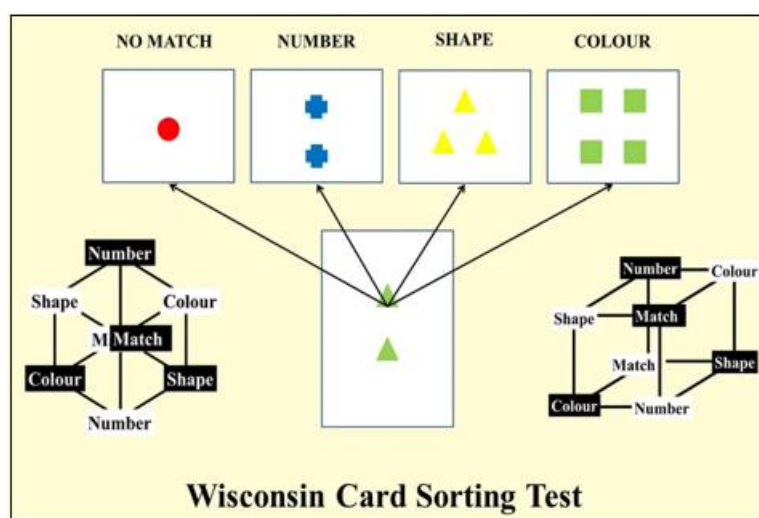 NO MATCH NUMBER SHAPE COLOUR
Number
Shape Colour
M Match
Colour Shape
Number
Number Colour
Shape Match
Match Shape
Colour Number
Wisconsin Card Sorting Test